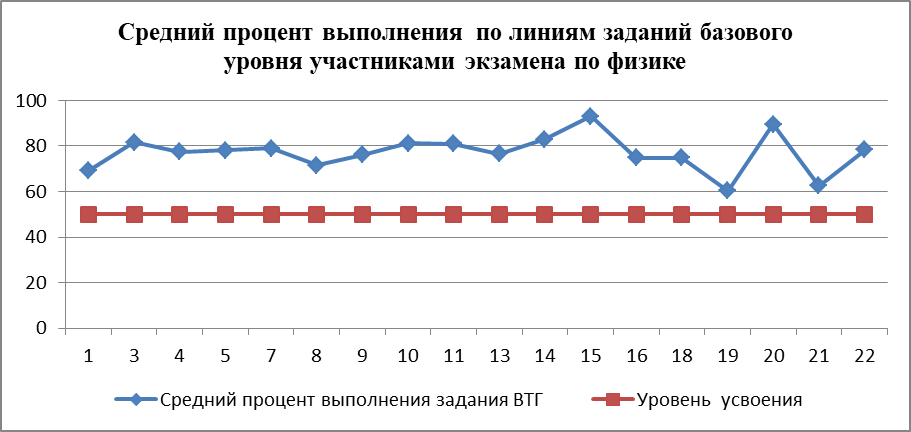 Средний процент выполнения по линиям заданий базового
уровня участниками экзамена по физике
100
80
60
40
20
0
1 3 4 5 7 8 9 10 11 13 14 15 16 18 19 20 21 22
Средний процент выполнения задания ВТГ Уровень усвоения